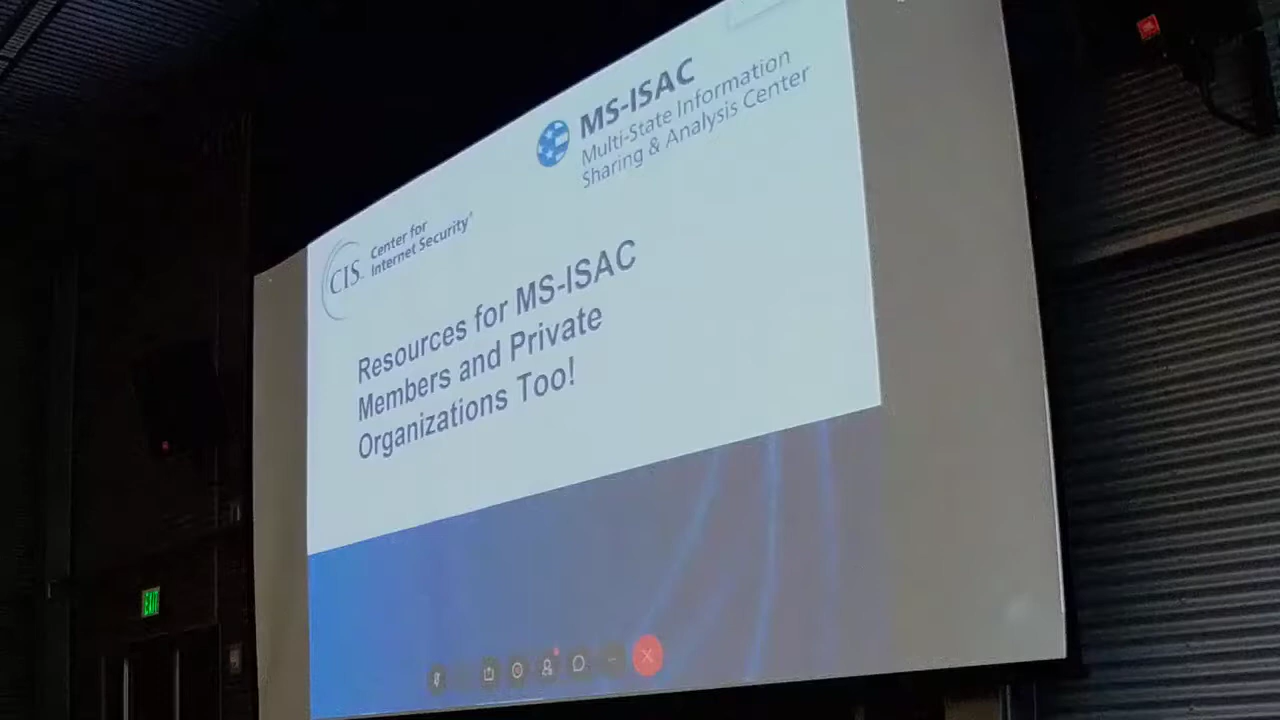 MS-ISAC
Multi-State Information
Sharing & Analysis Center
CIS
Center for
Internet Security
Resources for MS-ISAC
Members and Private
Organizations Too!
EXIT